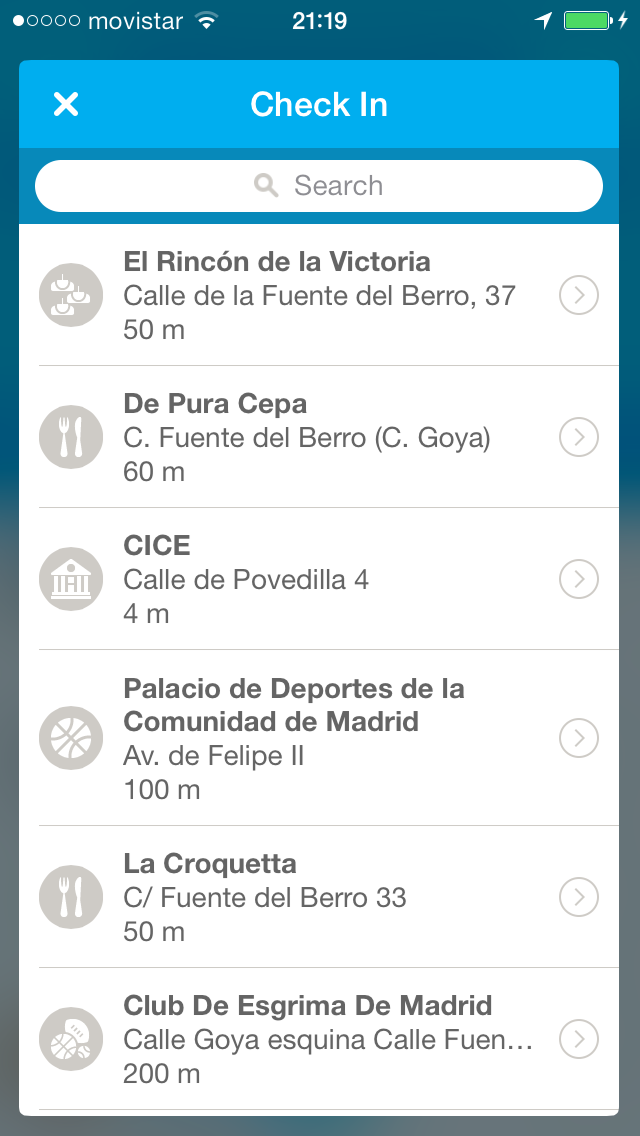 movistar 21:19
Check In
Search
El Rincón de la Victoria
Calle de la Fuente del Berro, 37
50 m
De Pura Cepa
C. Fuente del Berro (C. Goya)
60 m
CICE
Calle de Povedilla 4
4 m
Palacio de Deportes de la
Comunidad de Madrid
Av. de Felipe II
100 m
La Croquetta
C/ Fuente del Berro 33
50 m
Club De Esgrima De Madrid
Calle Goya esquina Calle Fuen…
200 m